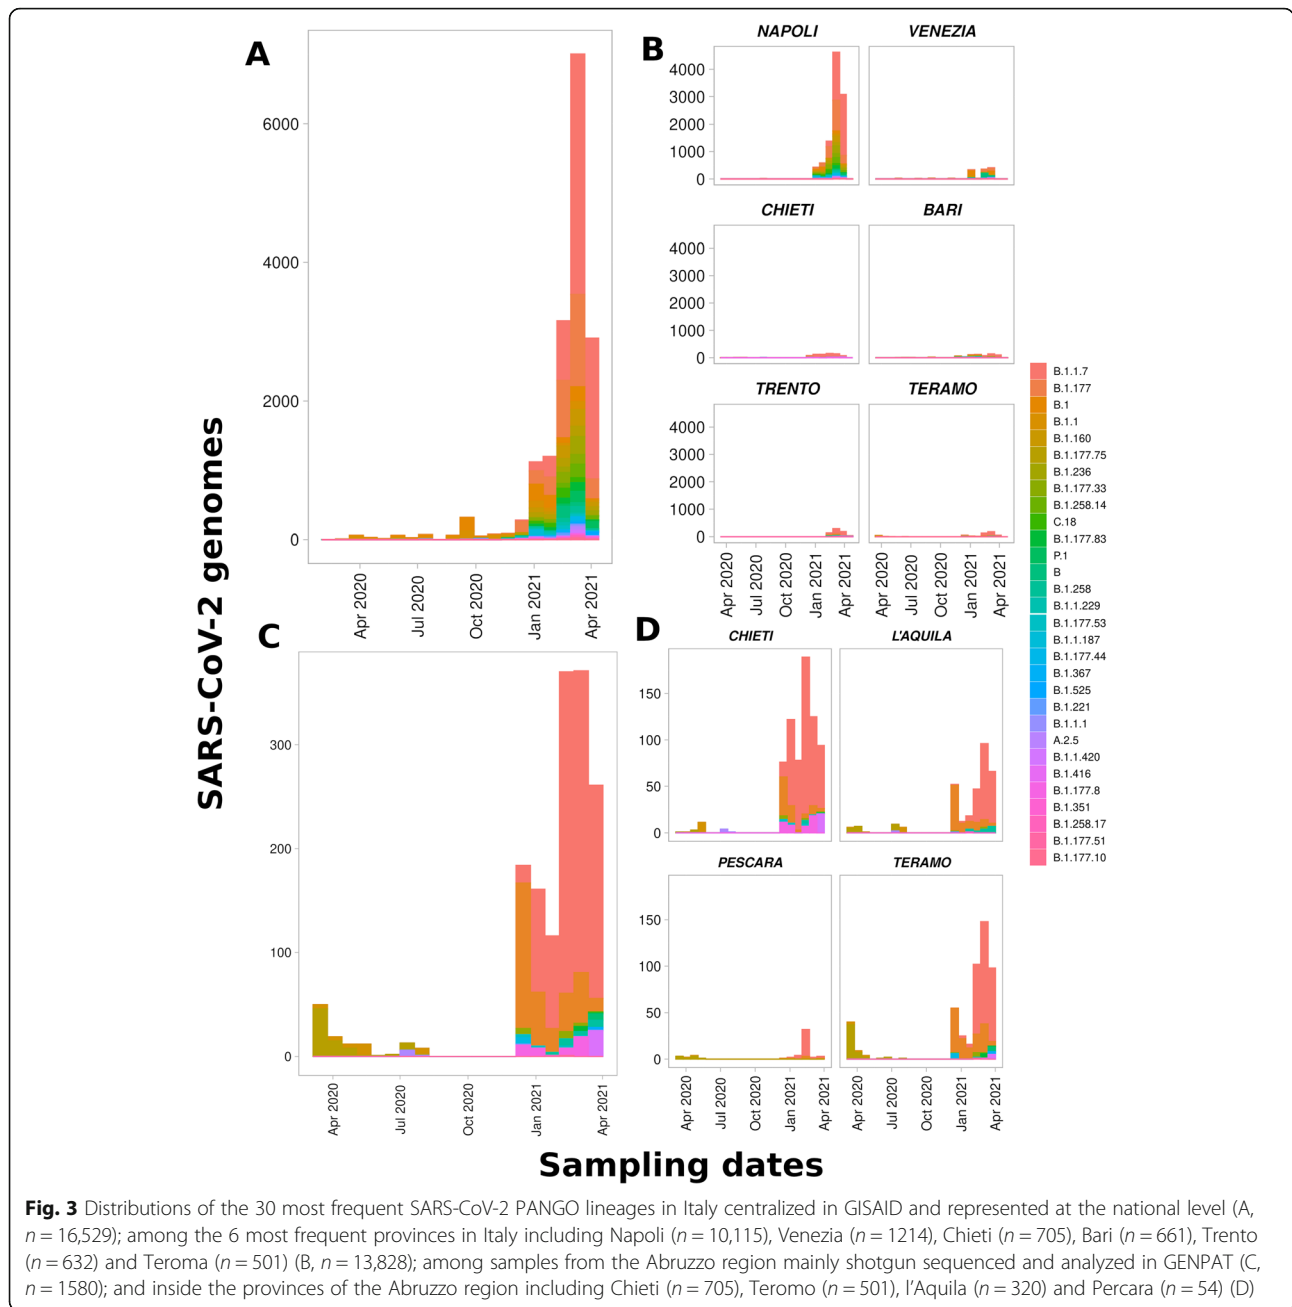 A
6000
4000
2000
0
Apr 2020
Jul 2020
Oct 2020
Jan 2021
Apr 2021
B
NAPOLI
VENEZIA
4000
3000
2000
1000
0
CHIETI
BARI
4000
3000
2000
1000
0
TRENTO
TERAMO
4000
3000
2000
1000
0
Apr 2020
Jul 2020
Oct 2020
Jan 2021
Apr 2021
Apr 2020
Jul 2020
Oct 2020
Jan 2021
Apr 2021
SARS-CoV-2 genomes
C
300
200
100
0
Apr 2020
Jul 2020
Oct 2020
Jan 2021
Apr 2021
D
CHIETI
L'AQUILA
150
100
50
0
PESCARA
TERAMO
150
100
50
0
Apr 2020
Jul 2020
Oct 2020
Jan 2021
Apr 2021
Apr 2020
Jul 2020
Oct 2020
Jan 2021
Apr 2021
B.1.1.7
B.1.177
B.1
B.1.1
B.1.160
B.1.177.75
B.1.236
B.1.177.33
B.1.258.14
C.18
B.1.177.83
P.1
B
B.1.258
B.1.1.229
B.1.177.53
B.1.1.187
B.1.177.44
B.1.367
B.1.525
B.1.221
B.1.1.1
A.2.5
B.1.1.420
B.1.416
B.1.177.8
B.1.351
B.1.258.17
B.1.177.51
B.1.177.10
Sampling dates
Fig. 3 Distributions of the 30 most frequent SARS-CoV-2 PANGO lineages in Italy centralized in GISAID and represented at the national level (A,
n = 16,529); among the 6 most frequent provinces in Italy including Napoli (n = 10,115), Venezia (n = 1214), Chieti (n = 705), Bari (n = 661), Trento
(n = 632) and Teroma (n = 501) (B, n = 13,828); among samples from the Abruzzo region mainly shotgun sequenced and analyzed in GENPAT (C,
n = 1580); and inside the provinces of the Abruzzo region including Chieti (n = 705), Teromo (n = 501), l'Aquila (n = 320) and Percara (n = 54) (D)